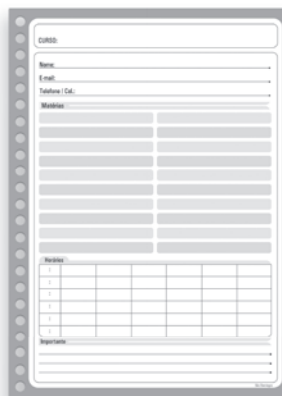 CURSO:
Nome:
E-mail:
Telefone / Cel.:
Matérias
Horários
Importante